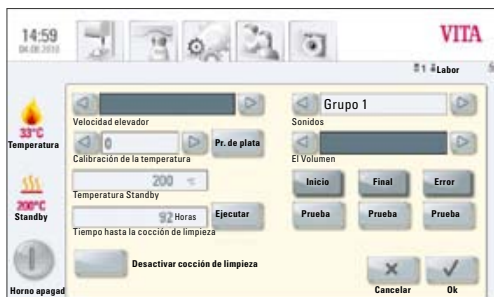 14:59
04.08.2010
VITA
1 Labor
33°C
Temperatura
Velocidad elevador
Grupo 1
Sonidos
0
Pr. de plata
Calibración de la temperatura
El Volumen
200 °C
Temperatura Standby
Inicio
Final
Error
200°C
Standby
92 Horas
Ejecutar
Prueba
Prueba
Prueba
Tiempo hasta la cocción de limpieza
Desactivar cocción de limpieza
Horno apagad
Cancelar
Ok